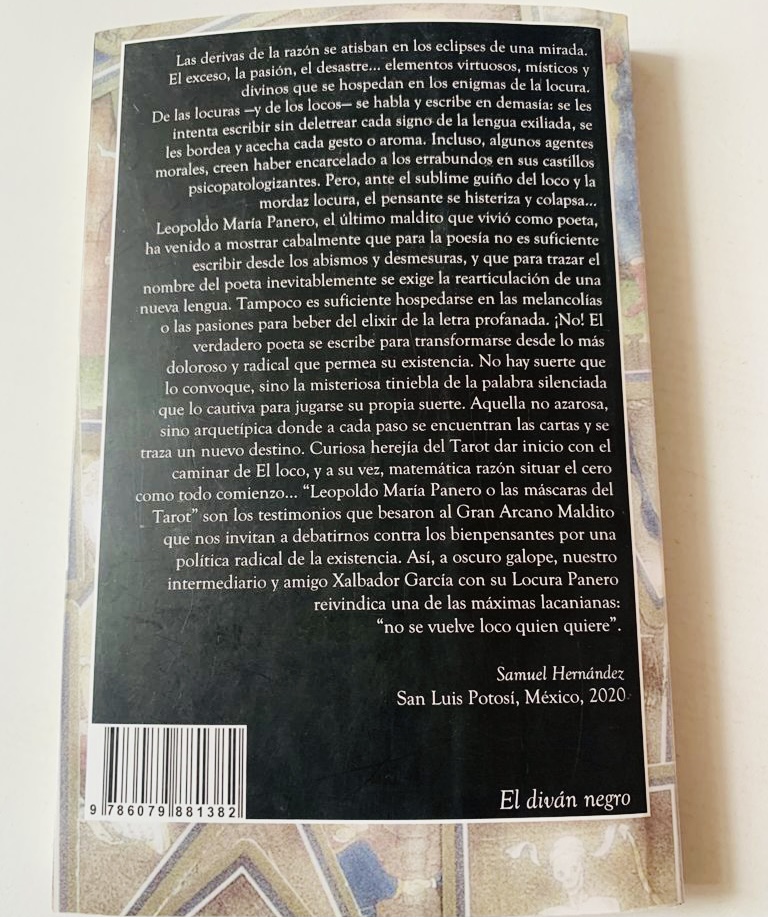 Las derivas de la razón se atisban en los eclipses de una mirada.
El exceso, la pasión, el desastre... elementos virtuosos, místicos y
divinos que se hospedan en los enigmas de la locura.
De las locuras —y de los locos— se habla y escribe en demasía: se les
intenta escribir sin deletrear cada signo de la lengua exiliada, se
les bordea y acecha cada gesto o aroma. Incluso, algunos agentes
morales, creen haber encarcelado a los errabundos en sus castillos
psicopatologizantes. Pero, ante el sublime guiño del loco y la
mordaz locura, el pensante se histeriza y colapsa...
Leopoldo María Panero, el último maldito que vivió como poeta,
ha venido a mostrar cabalmente que para la poesía no es suficiente
escribir desde los abismos y desmesuras, y que para trazar el
nombre del poeta inevitablemente se exige la rearticulación de una
nueva lengua. Tampoco es suficiente hospedarse en las melancolías
o las pasiones para beber del elixir de la letra profanada. ¡No! El
verdadero poeta se escribe para transformarse desde lo más
doloroso y radical que permea su existencia. No hay suerte que
lo convoque, sino la misteriosa tiniebla de la palabra silenciada
que lo cautiva para jugarse su propia suerte. Aquella no azarosa,
sino arquetípica donde a cada paso se encuentran las cartas y se
traza un nuevo destino. Curiosa herejía del Tarot dar inicio con el
caminar de El loco, y a su vez, matemática razón situar el cero
como todo comienzo... “Leopoldo María Panero o las máscaras del
Tarot” son los testimonios que besaron al Gran Arcano Maldito
que nos invitan a debatirnos contra los bienpensantes por una
política radical de la existencia. Así, a oscuro galope, nuestro
intermediario y amigo Xalbador García con su Locura Panero
reivindica una de las máximas lacanianas:
“no se vuelve loco quien quiere”.
Samuel Hernández
San Luis Potosí, México, 2020
El diván negro
9 786079 881382